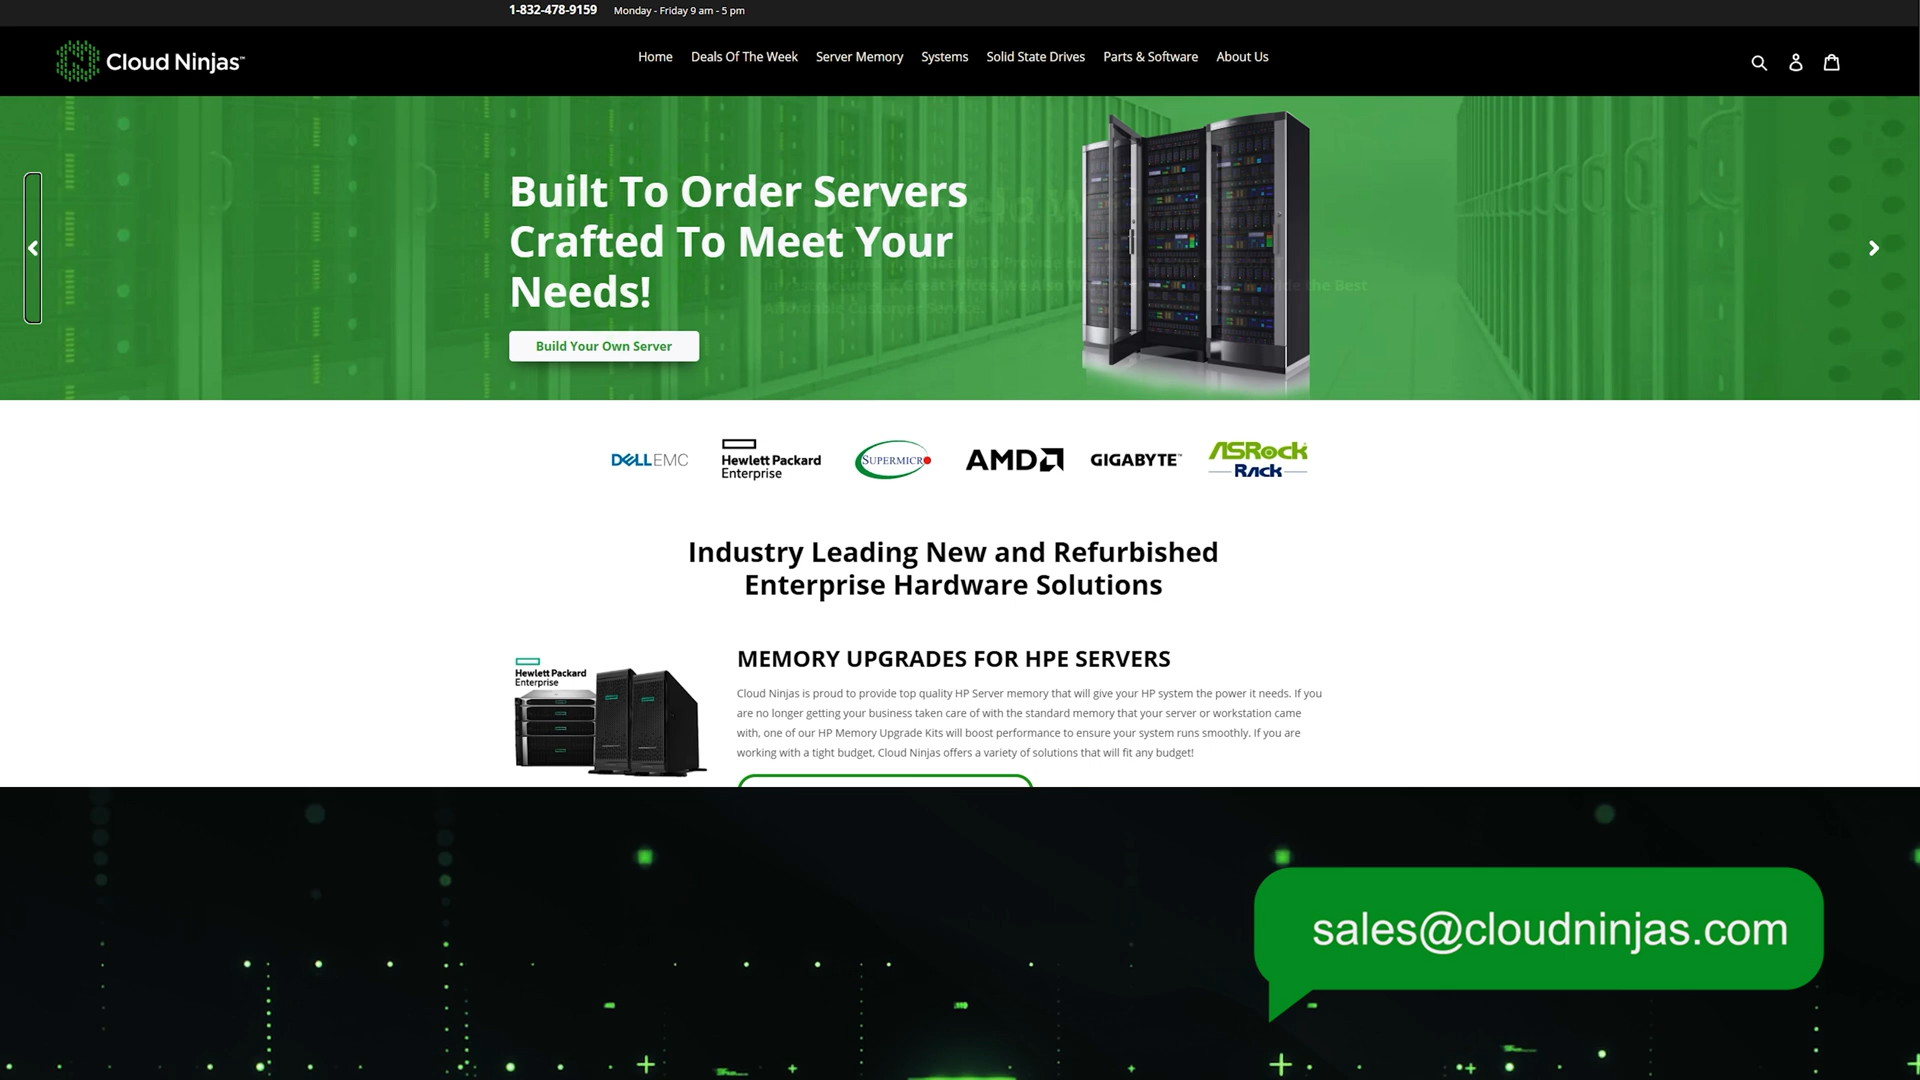 1-832-478-9159 Monday - Friday 9 am - 5 pm
Cloud Ninjas™
Home Deals Of The Week Server Memory Systems Solid State Drives Parts & Software About Us
Built To Order Servers
Crafted To Meet Your
Needs!
Build Your Own Server
DELLEMC
Hewlett Packard
Enterprise
SUPERMICRO
AMD
GIGABYTE™
ASRock
Rack
Industry Leading New and Refurbished
Enterprise Hardware Solutions
Hewlett Packard
Enterprise
MEMORY UPGRADES FOR HPE SERVERS
Cloud Ninjas is proud to provide top quality HP Server memory that will give your HP system the power it needs. If you
are no longer getting your business taken care of with the standard memory that your server or workstation came
with, one of our HP Memory Upgrade Kits will boost performance to ensure your system runs smoothly. If you are
working with a tight budget, Cloud Ninjas offers a variety of solutions that will fit any budget!
sales@cloudninjas.com